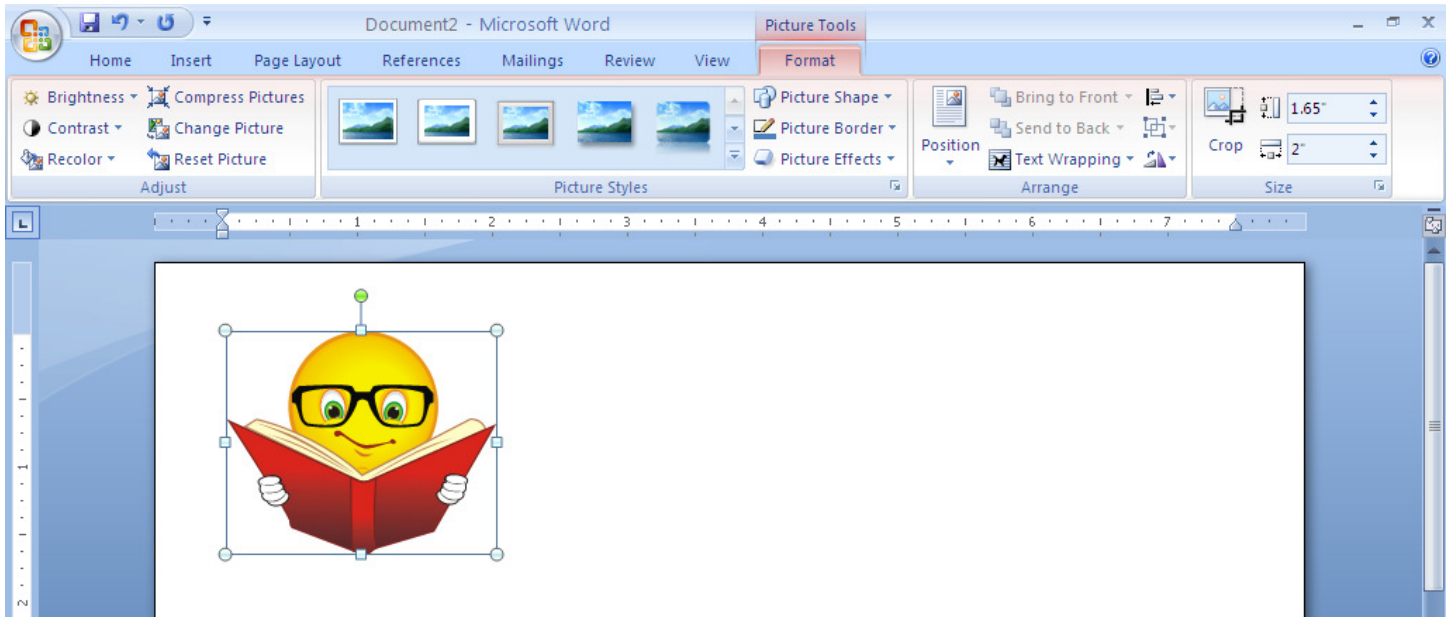 Document2 - Microsoft Word
Picture Tools
Home Insert Page Layout References Mailings Review View Format
Brightness Compress Pictures Picture Shape Bring to Front 1.65"
Contrast Change Picture Picture Border Send to Back
Recolor Reset Picture Picture Effects Position Text Wrapping Crop 2"
Adjust Picture Styles Arrange Size
L 1 2 3 4 5 6 7
1
2